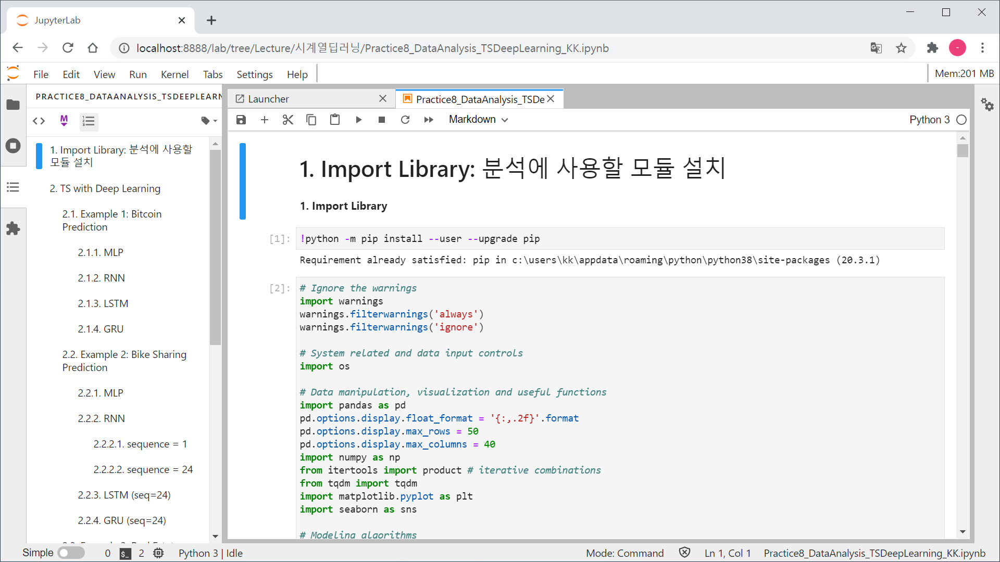 JupyterLab
localhost:8888/lab/tree/Lecture/시계열딥러닝/Practice8_DataAnalysis_TSDeepLearning_KK.ipynb
File Edit View Run Kernel Tabs Settings Help
Mem:201 MB
PRACTICE8_DATAANALYSIS_TSDEEPLEARN
1. Import Library: 분석에 사용할
모듈 설치
2. TS with Deep Learning
2.1. Example 1: Bitcoin
Prediction
2.1.1. MLP
2.1.2. RNN
2.1.3. LSTM
2.1.4. GRU
2.2. Example 2: Bike Sharing
Prediction
2.2.1. MLP
2.2.2. RNN
2.2.2.1. sequence = 1
2.2.2.2. sequence = 24
2.2.3. LSTM (seq=24)
2.2.4. GRU (seq=24)
Launcher
Practice8_DataAnalysis_TSDe
Markdown
Python 3
1. Import Library: 분석에 사용할 모듈 설치
1. Import Library
[1]: !python -m pip install --user --upgrade pip
Requirement already satisfied: pip in c:\users\kk\appdata\roaming\python\python38\site-packages (20.3.1)
[2]: # Ignore the warnings
import warnings
warnings.filterwarnings('always')
warnings.filterwarnings('ignore')
# System related and data input controls
import os
# Data manipulation, visualization and useful functions
import pandas as pd
pd.options.display.float_format = '{:,.2f}'.format
pd.options.display.max_rows = 50
pd.options.display.max_columns = 40
import numpy as np
from itertools import product # iterative combinations
from tqdm import tqdm
import matplotlib.pyplot as plt
import seaborn as sns
# Modeling algorithms
Simple 0 $_ 2 Python 3 | Idle
Mode: Command Ln 1, Col 1 Practice8_DataAnalysis_TSDeepLearning_KK.ipynb